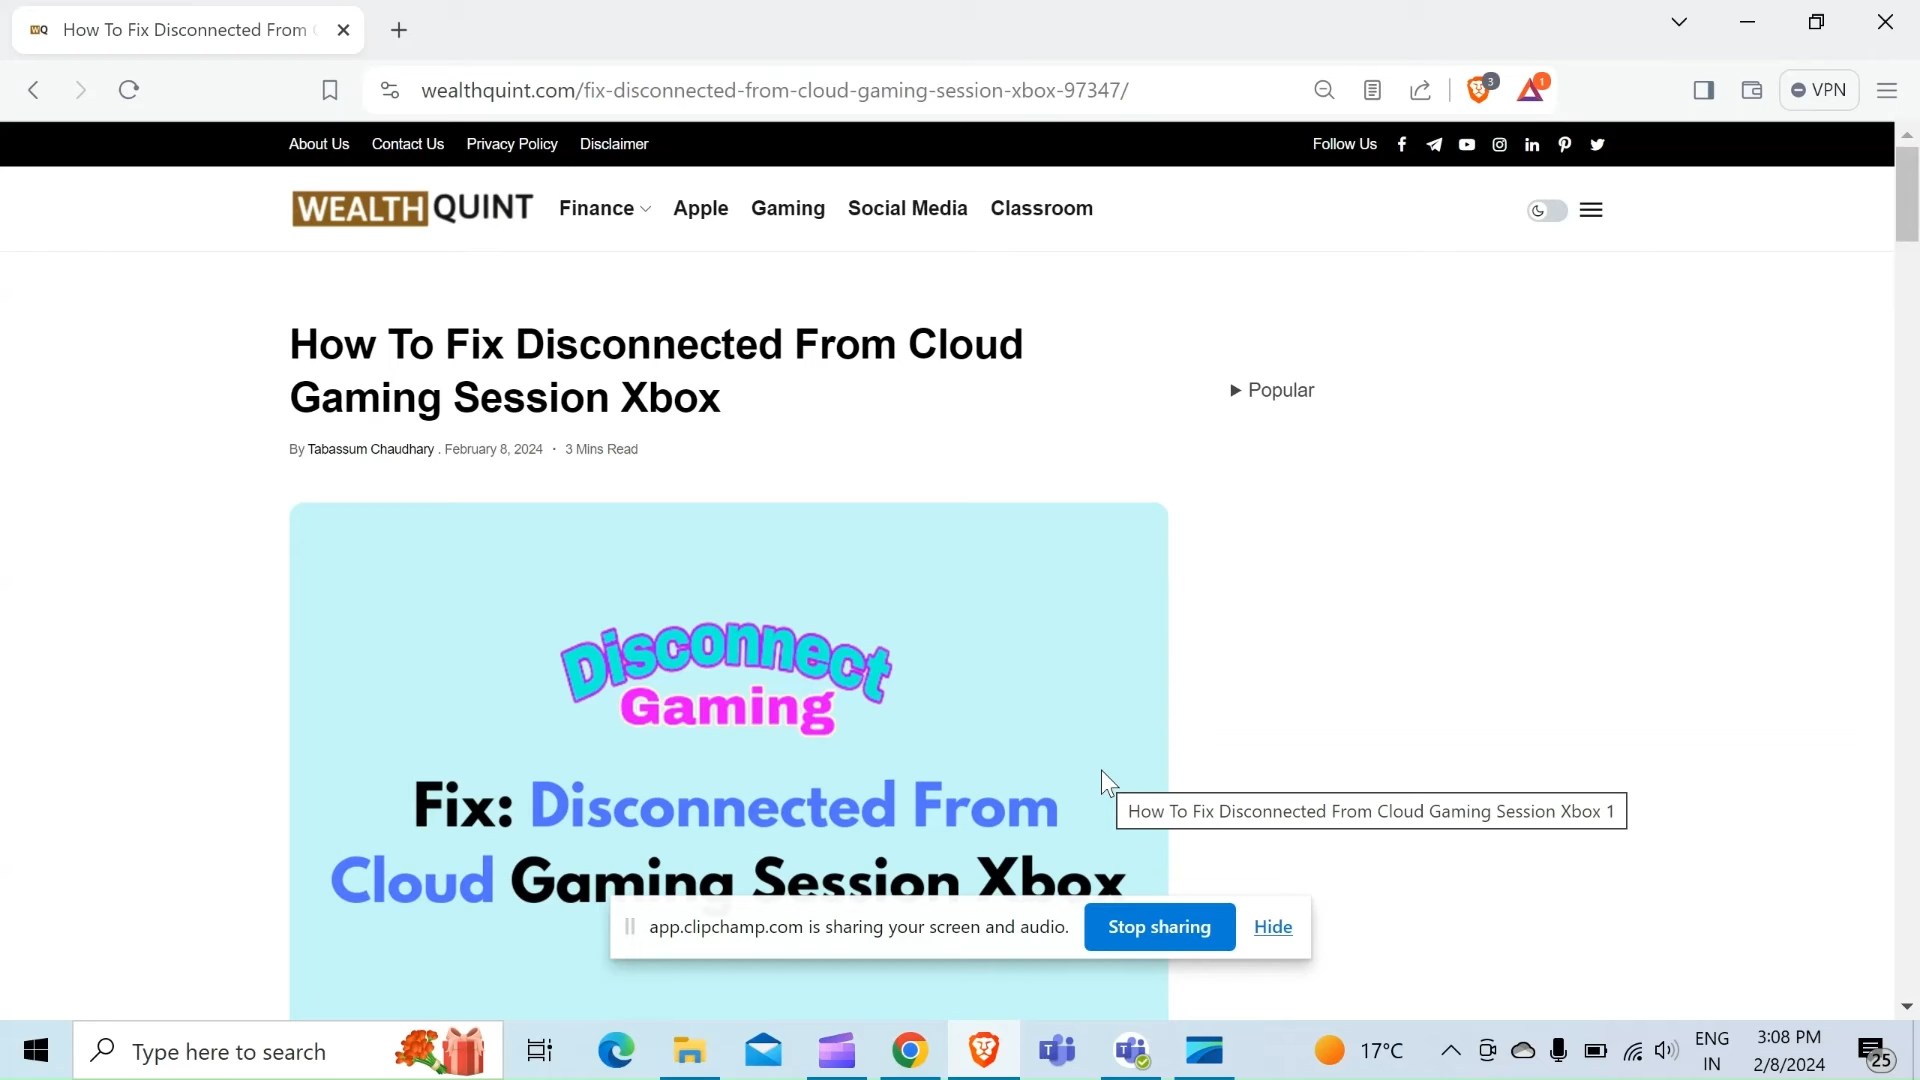 WQ How To Fix Disconnected From
wealthquint.com/fix-disconnected-from-cloud-gaming-session-xbox-97347/
3
1
VPN
About Us Contact Us Privacy Policy Disclaimer Follow Us
WEALTH QUINT Finance Apple Gaming Social Media Classroom
How To Fix Disconnected From Cloud
Gaming Session Xbox
Popular
By Tabassum Chaudhary . February 8, 2024 · 3 Mins Read
Disconnect
Gaming
Fix: Disconnected From
How To Fix Disconnected From Cloud Gaming Session Xbox 1
Cloud Gaming Session Xbox
app.clipchamp.com is sharing your screen and audio. Stop sharing Hide
Type here to search
17°C
ENG
IN
3:08 PM
2/8/2024
25